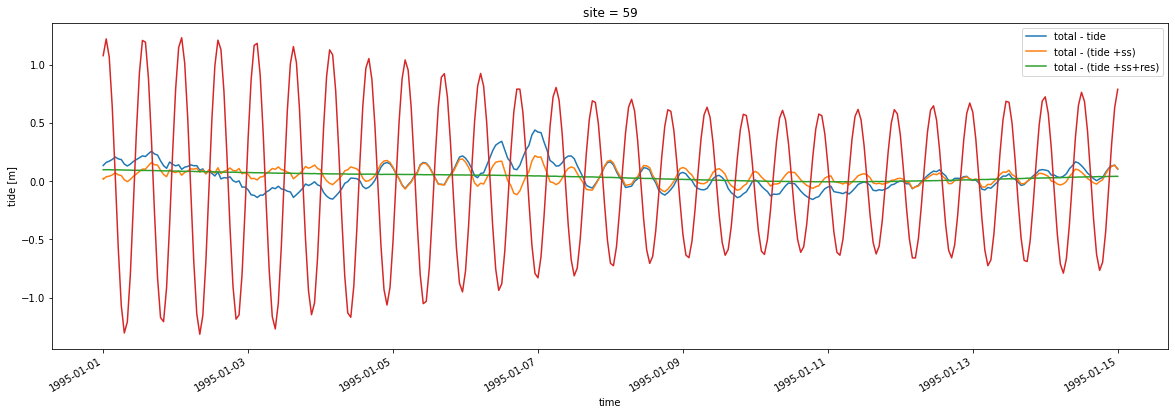 site = 59
total - tide
total - (tide +ss)
total - (tide +ss+res)
tide [m]
1.0
0.5
0.0
−0.5
−1.0
1995-01-01
1995-01-03
1995-01-05
1995-01-07
1995-01-09
1995-01-11
1995-01-13
1995-01-15
time